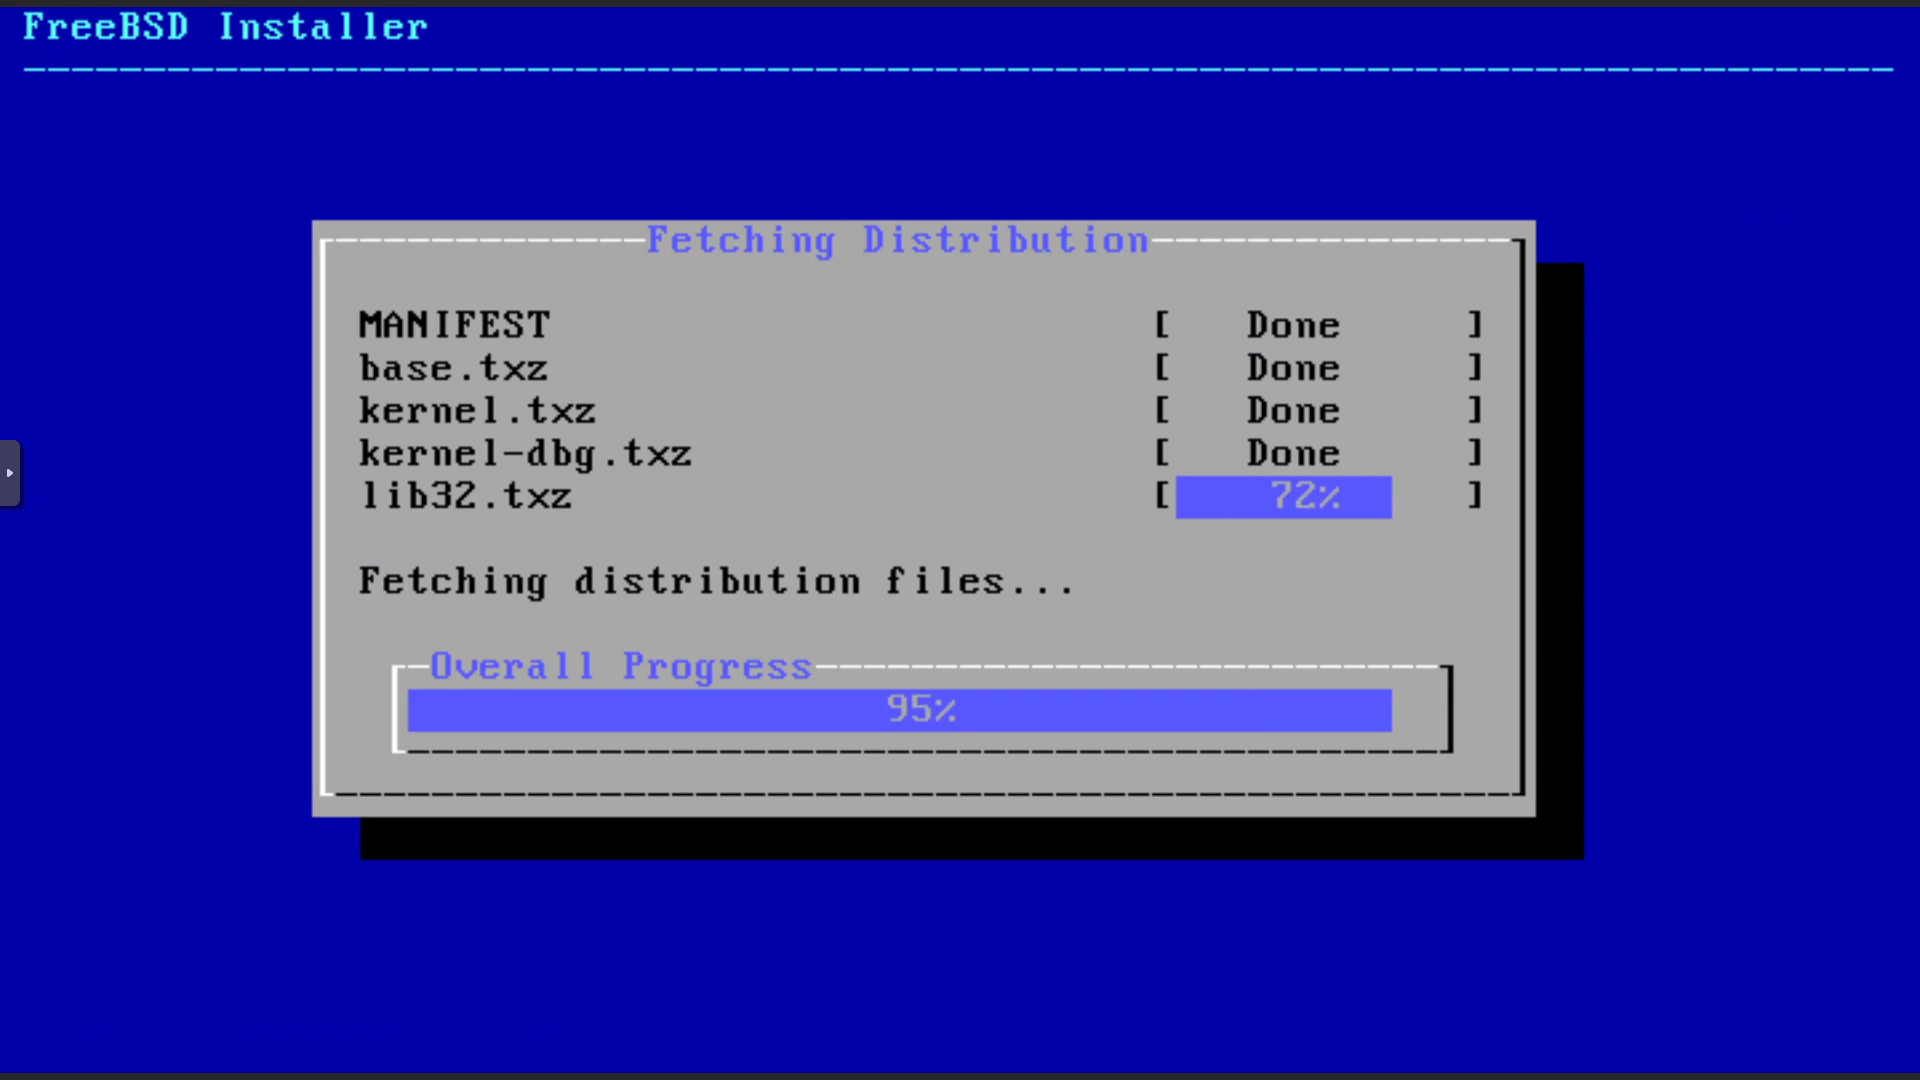 FreeBSD Installer
Fetching Distribution
MANIFEST [ Done ]
base.txz [ Done ]
kernel.txz [ Done ]
kernel-dbg.txz [ Done ]
lib32.txz [ 72% ]
Fetching distribution files...
Overall Progress
95%